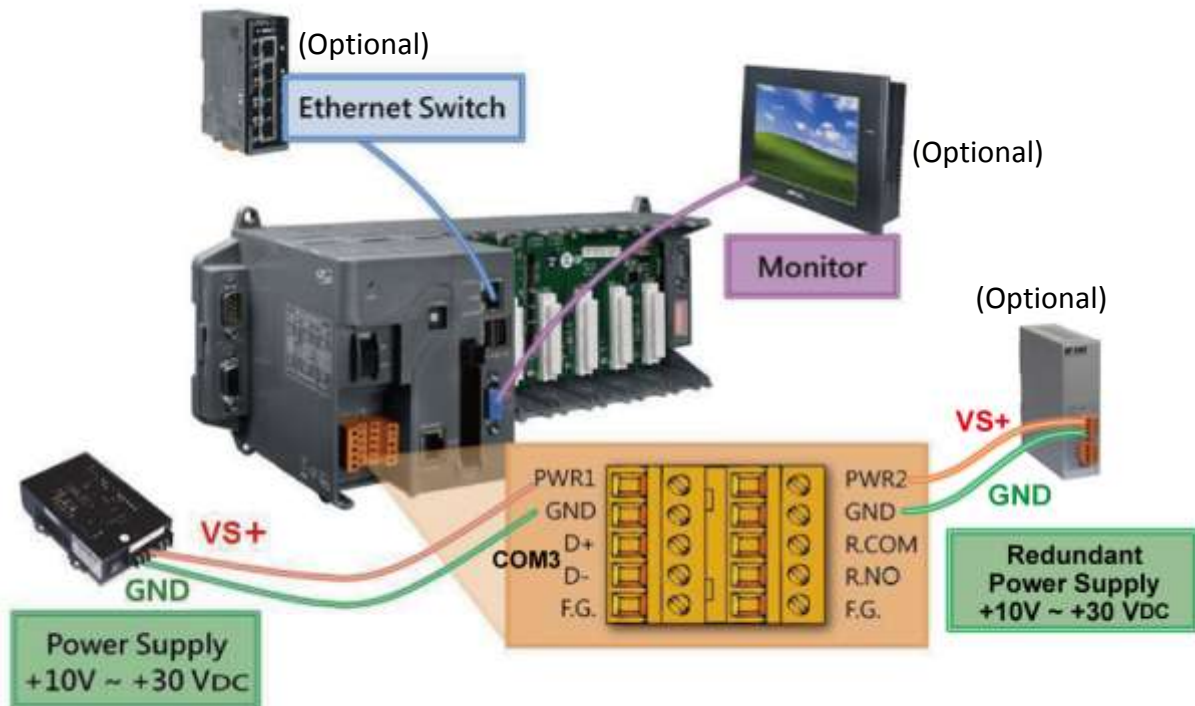 (Optional)
Ethernet Switch
(Optional)
Monitor
(Optional)
VS+
GND
Redundant
Power Supply
+10V ~ +30 VDC
PWR1
GND
D+
COM3
D-
F.G.
PWR2
GND
R.COM
R.NO
F.G.
VS+
GND
Power Supply
+10V ~ +30 VDC